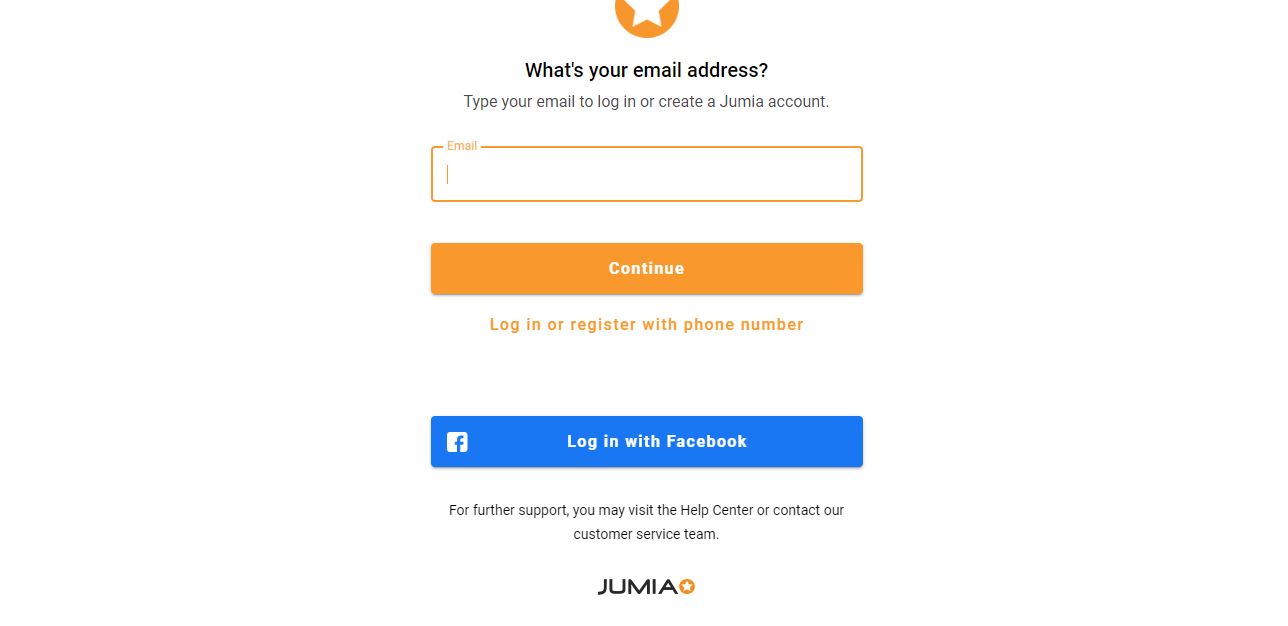 What's your email address?
Type your email to log in or create a Jumia account.
Email
Continue
Log in or register with phone number
Log in with Facebook
For further support, you may visit the Help Center or contact our
customer service team.
JUMIA